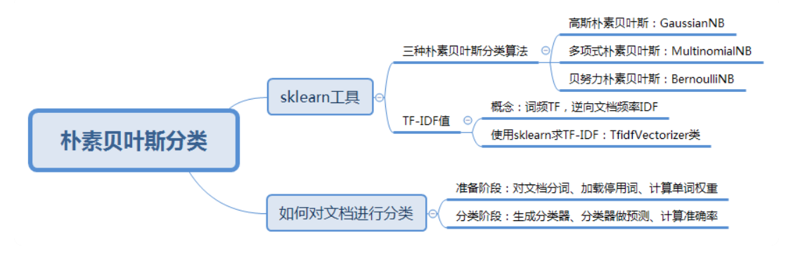 朴素贝叶斯分类
sklearn工具
三种朴素贝叶斯分类算法
高斯朴素贝叶斯：GaussianNB
多项式朴素贝叶斯：MultinomialNB
贝努力朴素贝叶斯：BernoulliNB
TF-IDF值
概念：词频TF，逆向文档频率IDF
使用sklearn求TF-IDF：TfidfVectorizer类
如何对文档进行分类
准备阶段：对文档分词、加载停用词、计算单词权重
分类阶段：生成分类器、分类器做预测、计算准确率